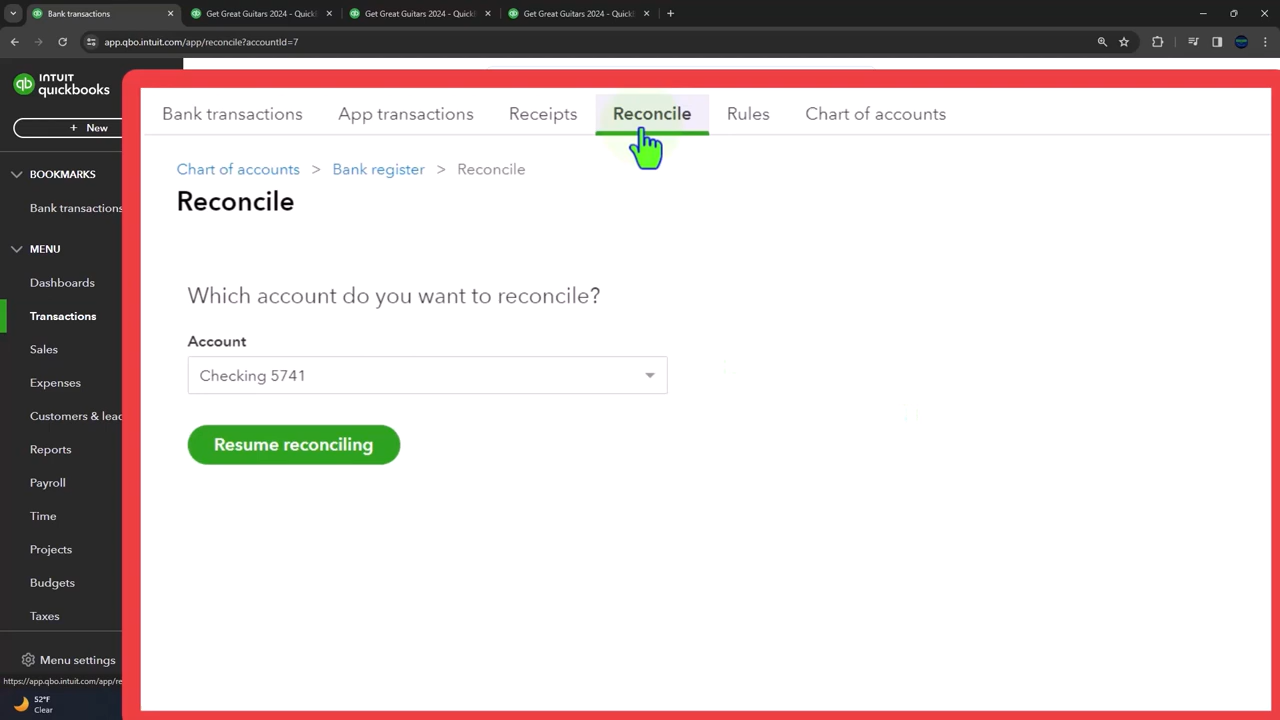 Bank transactions
Get Great Guitars 2024 - Quick
Get Great Guitars 2024 - Quick
Get Great Guitars 2024 - Quick
app.qbo.intuit.com/app/reconcile?accountId=7
qb INTUIT quickbooks
+ New
BOOKMARKS
Bank transactions
MENU
Dashboards
Transactions
Sales
Expenses
Customers & lead
Reports
Payroll
Time
Projects
Budgets
Taxes
Menu settings
https://app.qbo.intuit.com/app/re
52°F
Clear
Bank transactions App transactions Receipts Reconcile Rules Chart of accounts
Chart of accounts > Bank register > Reconcile
Reconcile
Which account do you want to reconcile?
Account
Checking 5741
Resume reconciling